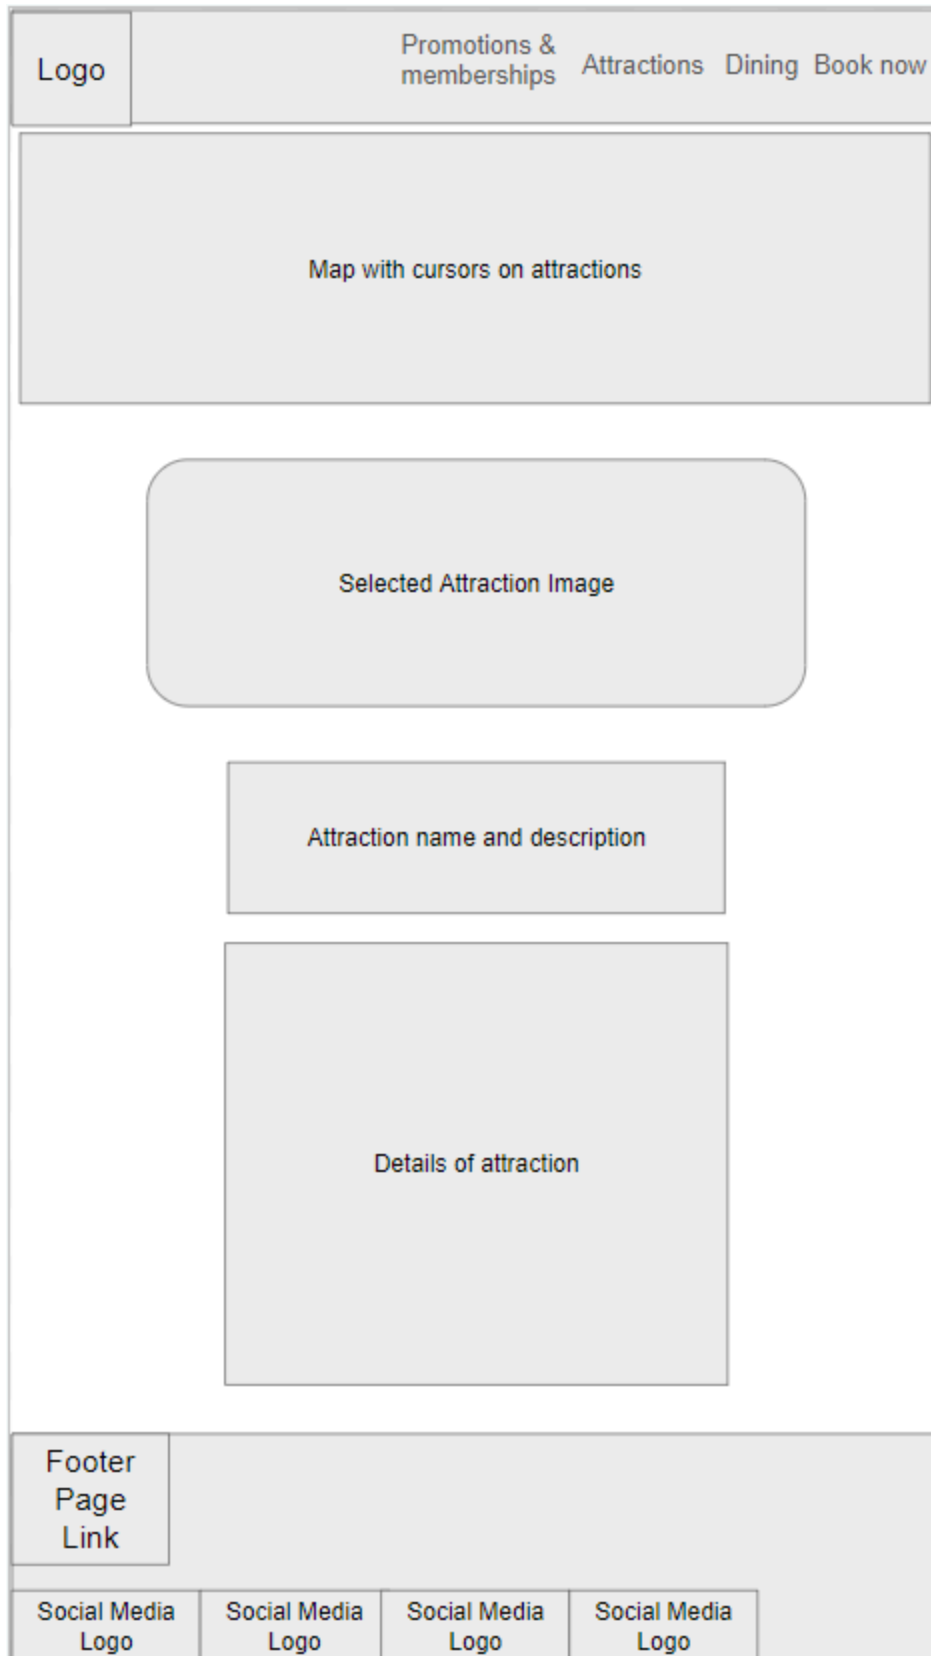 Logo
Promotions &
memberships
Attractions
Dining
Book now
Map with cursors on attractions
Selected Attraction Image
Attraction name and description
Details of attraction
Footer
Page
Link
Social Media
Logo
Social Media
Logo
Social Media
Logo
Social Media
Logo